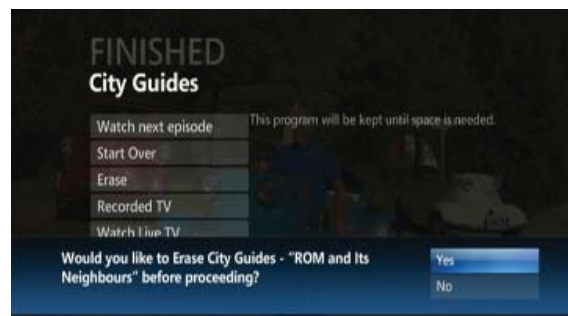 FINISHED
City Guides
Watch next episode
This program will be kept until space is needed.
Start Over
Erase
Recorded TV
Watch Live TV
Would you like to Erase City Guides - "ROM and Its
Neighbours" before proceeding?
Yes
No